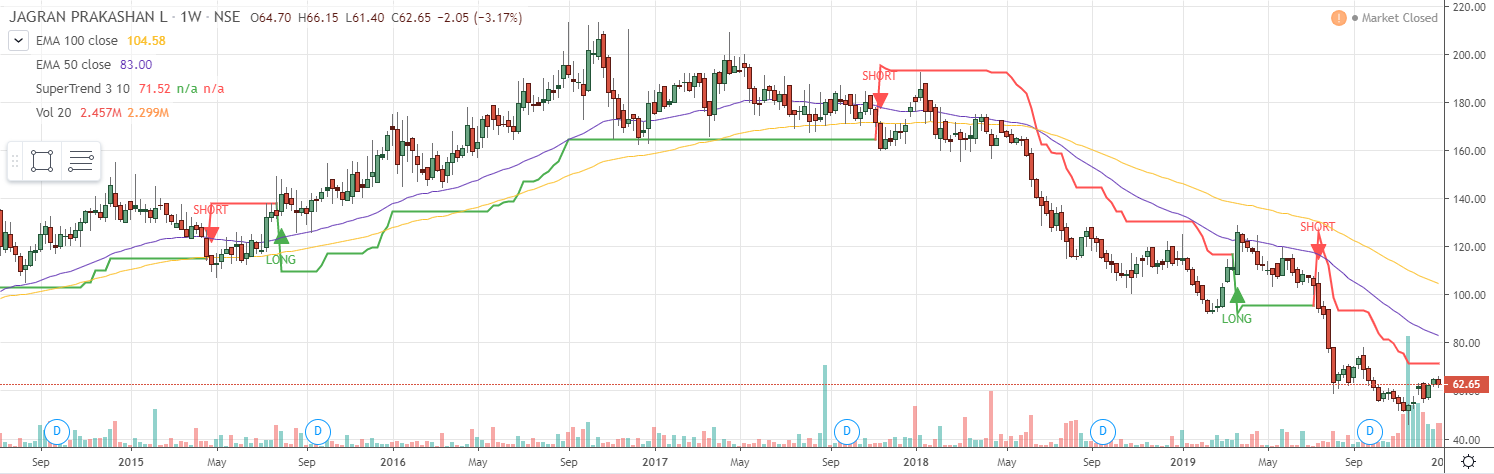 JAGRAN PRAKASHAN L · 1W · NSE O64.70 H66.15 L61.40 C62.65 −2.05 (−3.17%)
! Market Closed
EMA 100 close 104.58
EMA 50 close 83.00
SuperTrend 3 10 71.52 n/a n/a
Vol 20 2.457M 2.299M
220.00
200.00
180.00
160.00
140.00
120.00
100.00
80.00
62.65
40.00
SHORT
LONG
SHORT
LONG
SHORT
D D D D D
Sep 2015 May Sep 2016 May Sep 2017 May Sep 2018 May Sep 2019 May Sep 20